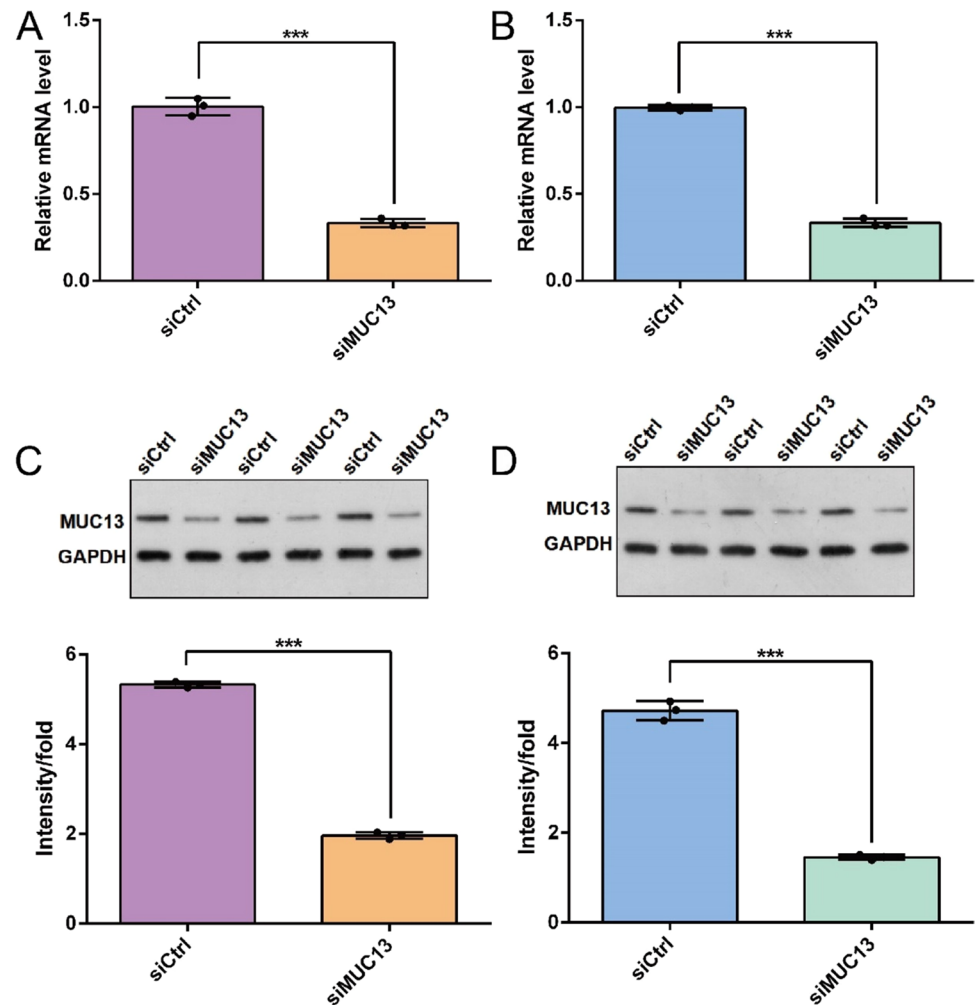 A
Relative mRNA level
1.5
1.0
0.5
0.0
***
siCtrl
siMUC13
B
Relative mRNA level
1.5
1.0
0.5
0.0
***
siCtrl
siMUC13
C
siCtrl siMUC13 siCtrl siMUC13 siCtrl siMUC13
MUC13
GAPDH
Intensity/fold
6
4
2
0
***
siCtrl
siMUC13
D
siCtrl siMUC13 siCtrl siMUC13 siCtrl siMUC13
MUC13
GAPDH
Intensity/fold
6
4
2
0
***
siCtrl
siMUC13